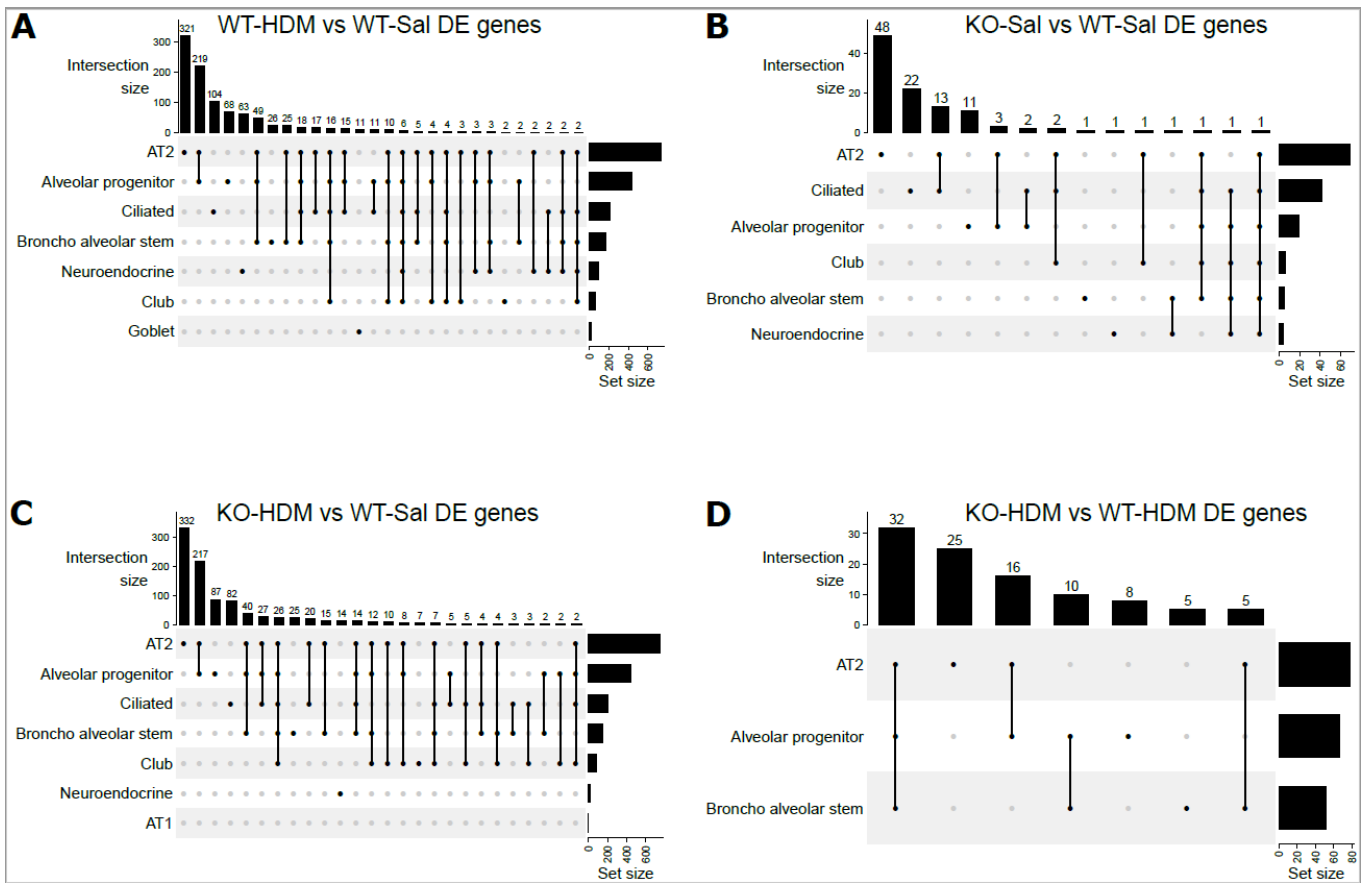 A
WT-HDM vs WT-Sal DE genes
321 219 104 68 63 49 26 25 18 17 16 15 11 11 10 6 5 4 4 3 3 3 2 2 2 2 2 2
Intersection
size
300
200
100
0
AT2
Alveolar progenitor
Ciliated
Broncho alveolar stem
Neuroendocrine
Club
Goblet
0 200 400 600
Set size
B
KO-Sal vs WT-Sal DE genes
48 22 13 11 3 2 2 1 1 1 1 1 1 1
Intersection
size
40
20
0
AT2
Ciliated
Alveolar progenitor
Club
Broncho alveolar stem
Neuroendocrine
0 20 40 60
Set size
C
KO-HDM vs WT-Sal DE genes
332 217 87 82 40 27 26 25 20 15 14 14 12 10 8 7 7 5 5 4 4 3 3 2 2 2
Intersection
size
300
200
100
0
AT2
Alveolar progenitor
Ciliated
Broncho alveolar stem
Club
Neuroendocrine
AT1
0 200 400 600
Set size
D
KO-HDM vs WT-HDM DE genes
32 25 16 10 8 5 5
Intersection
size
30
20
10
0
AT2
Alveolar progenitor
Broncho alveolar stem
0 20 40 60 80
Set size